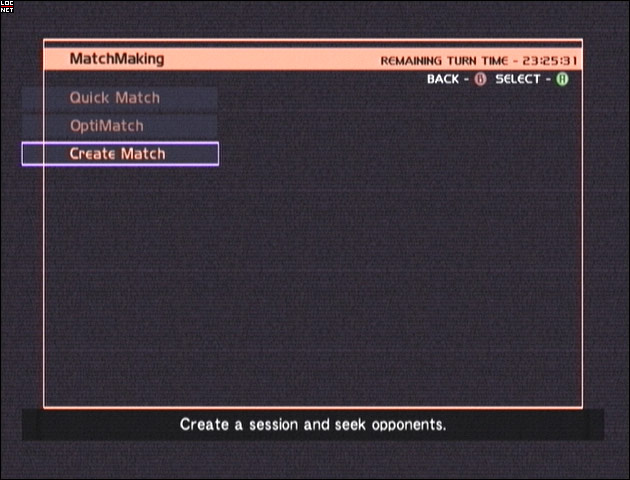 LOC
NET
MatchMaking REMAINING TURN TIME - 23:25:31
BACK - B SELECT - A
Quick Match
OptiMatch
Create Match
Create a session and seek opponents.